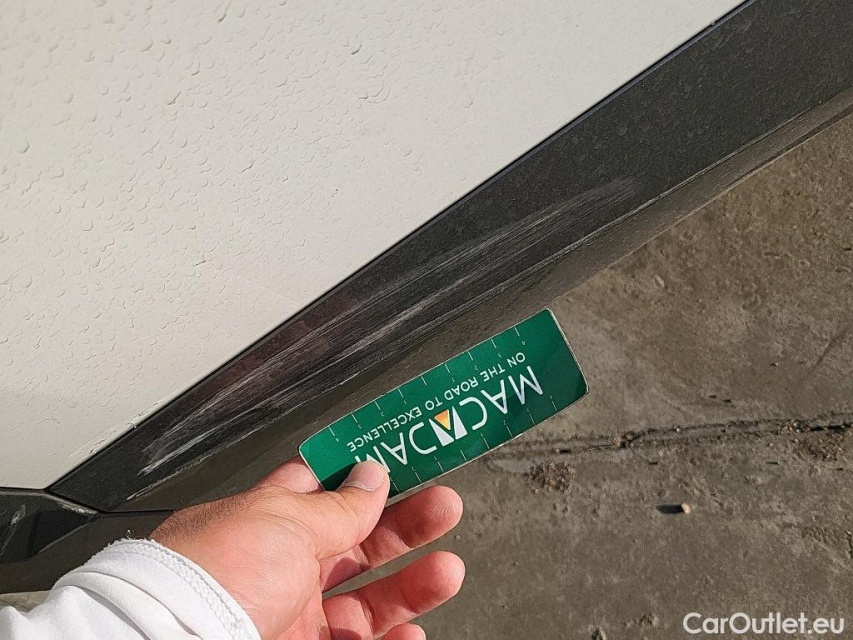 MACADAM
ON THE ROAD TO EXCELLENCE
CarOutlet.eu